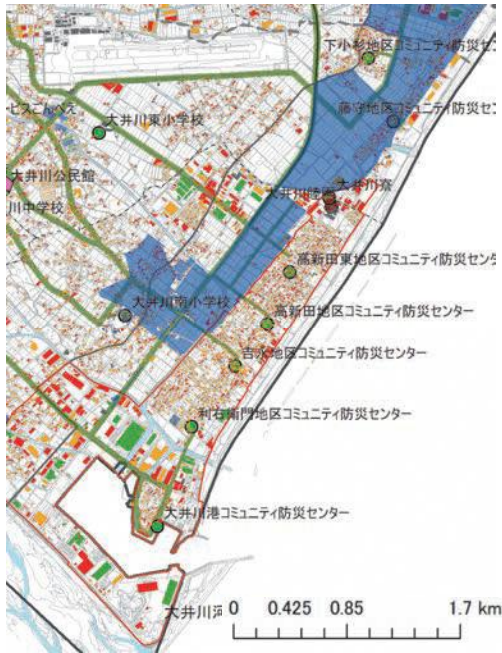 下小杉地区コミュニティ防災セン
藤守地区コミュニティ防災セン
ビスごんべえ
大井川東小学校
大井川公民館
大井川寮
川中学校
高新田東地区コミュニティ防災センタ
大井川南小学校
高新田地区コミュニティ防災センター
吉永地区コミュニティ防災センター
利右衛門地区コミュニティ防災センター
大井川港コミュニティ防災センター
大井川河
0 0.425 0.85 1.7 km